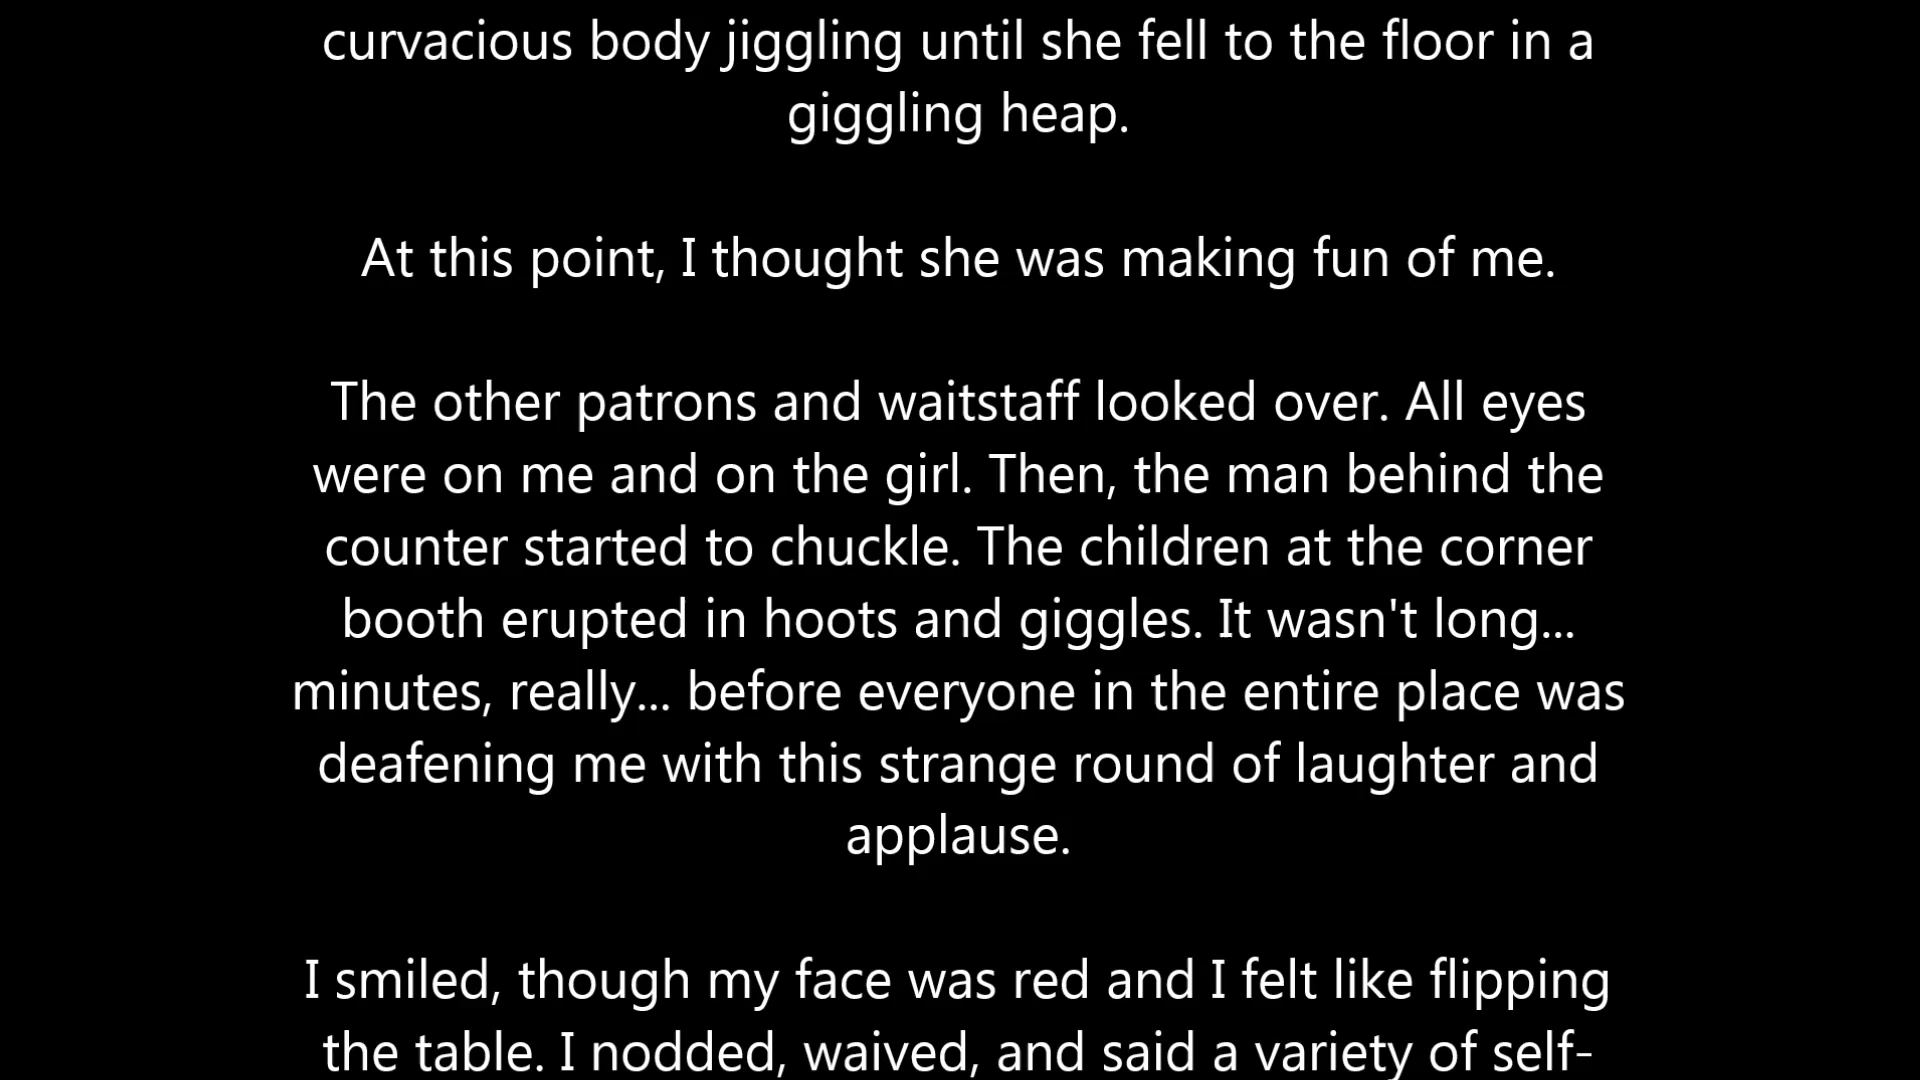 curvacious body jiggling until she fell to the floor in a
giggling heap.
At this point, I thought she was making fun of me.
The other patrons and waitstaff looked over. All eyes
were on me and on the girl. Then, the man behind the
counter started to chuckle. The children at the corner
booth erupted in hoots and giggles. It wasn't long...
minutes, really... before everyone in the entire place was
deafening me with this strange round of laughter and
applause.
I smiled, though my face was red and I felt like flipping
the table. I nodded, waived, and said a variety of self-